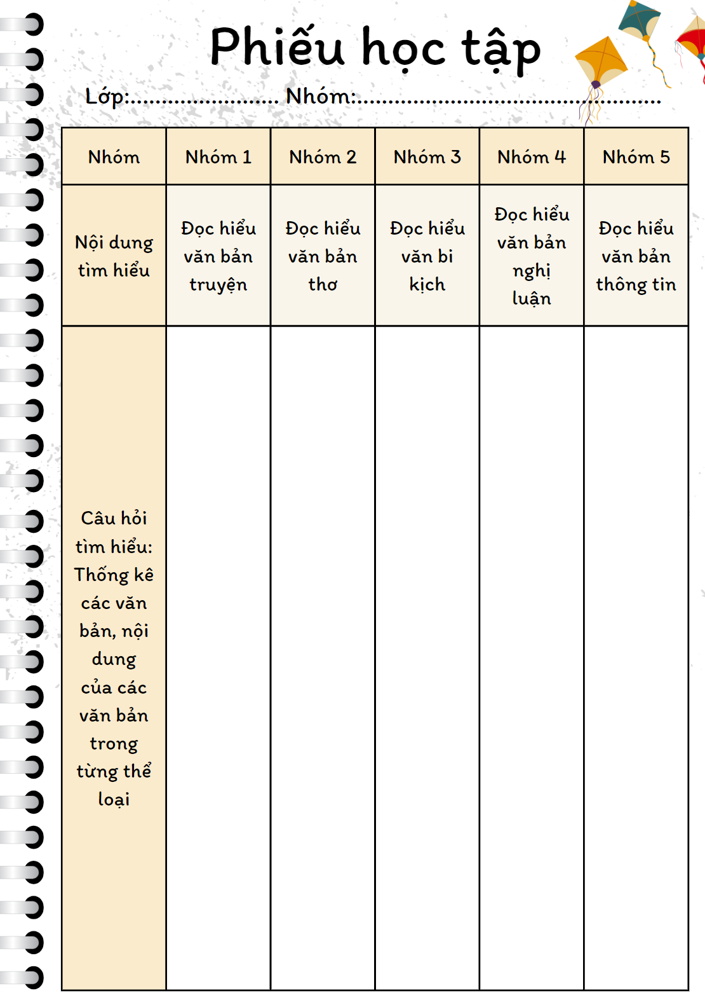 Phiếu học tập
Lớp:........................ Nhóm:.................................................
Nhóm
Nhóm 1
Nhóm 2
Nhóm 3
Nhóm 4
Nhóm 5
Nội dung
tìm hiểu
Đọc hiểu
văn bản
truyện
Đọc hiểu
văn bản
thơ
Đọc hiểu
văn bi
kịch
Đọc hiểu
văn bản
nghị
luận
Đọc hiểu
văn bản
thông tin
Câu hỏi
tìm hiểu:
Thống kê
các văn
bản, nội
dung
của các
văn bản
trong
từng thể
loại